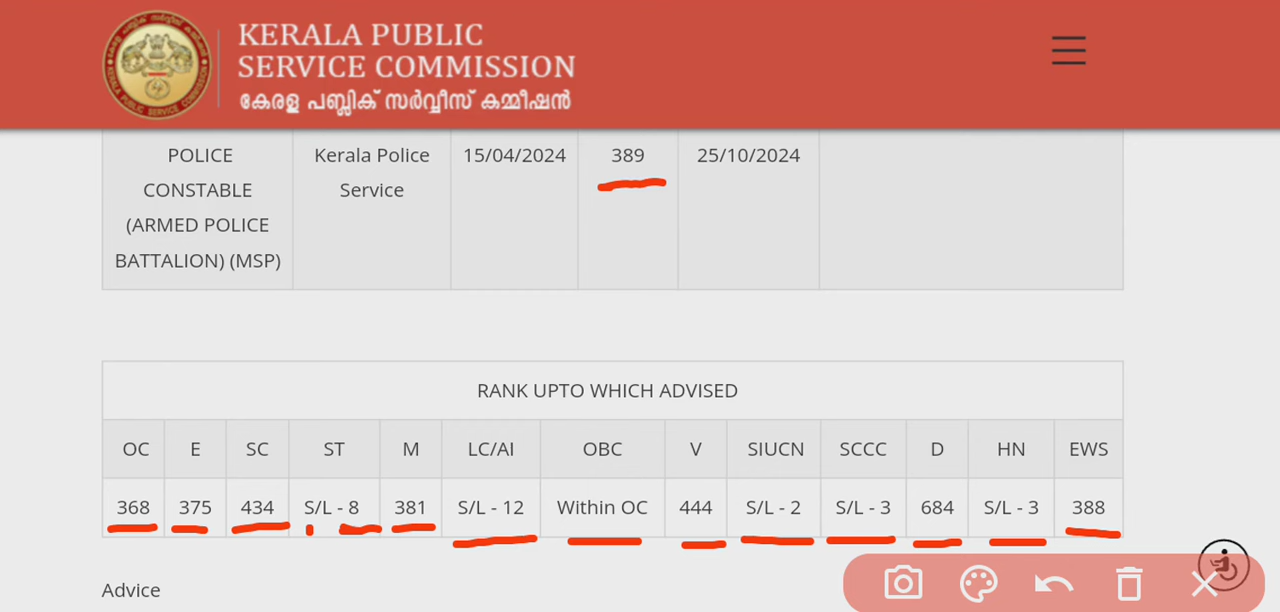 KERALA PUBLIC
SERVICE COMMISSION
കേരള പബ്ലിക് സർവ്വീസ് കമ്മീഷൻ
POLICE Kerala Police 15/04/2024 389 25/10/2024
CONSTABLE Service
(ARMED POLICE
BATTALION) (MSP)
RANK UPTO WHICH ADVISED
OC E SC ST M LC/AI OBC V SIUCN SCCC D HN EWS
368 375 434 S/L - 8 381 S/L - 12 Within OC 444 S/L - 2 S/L - 3 684 S/L - 3 388
Advice